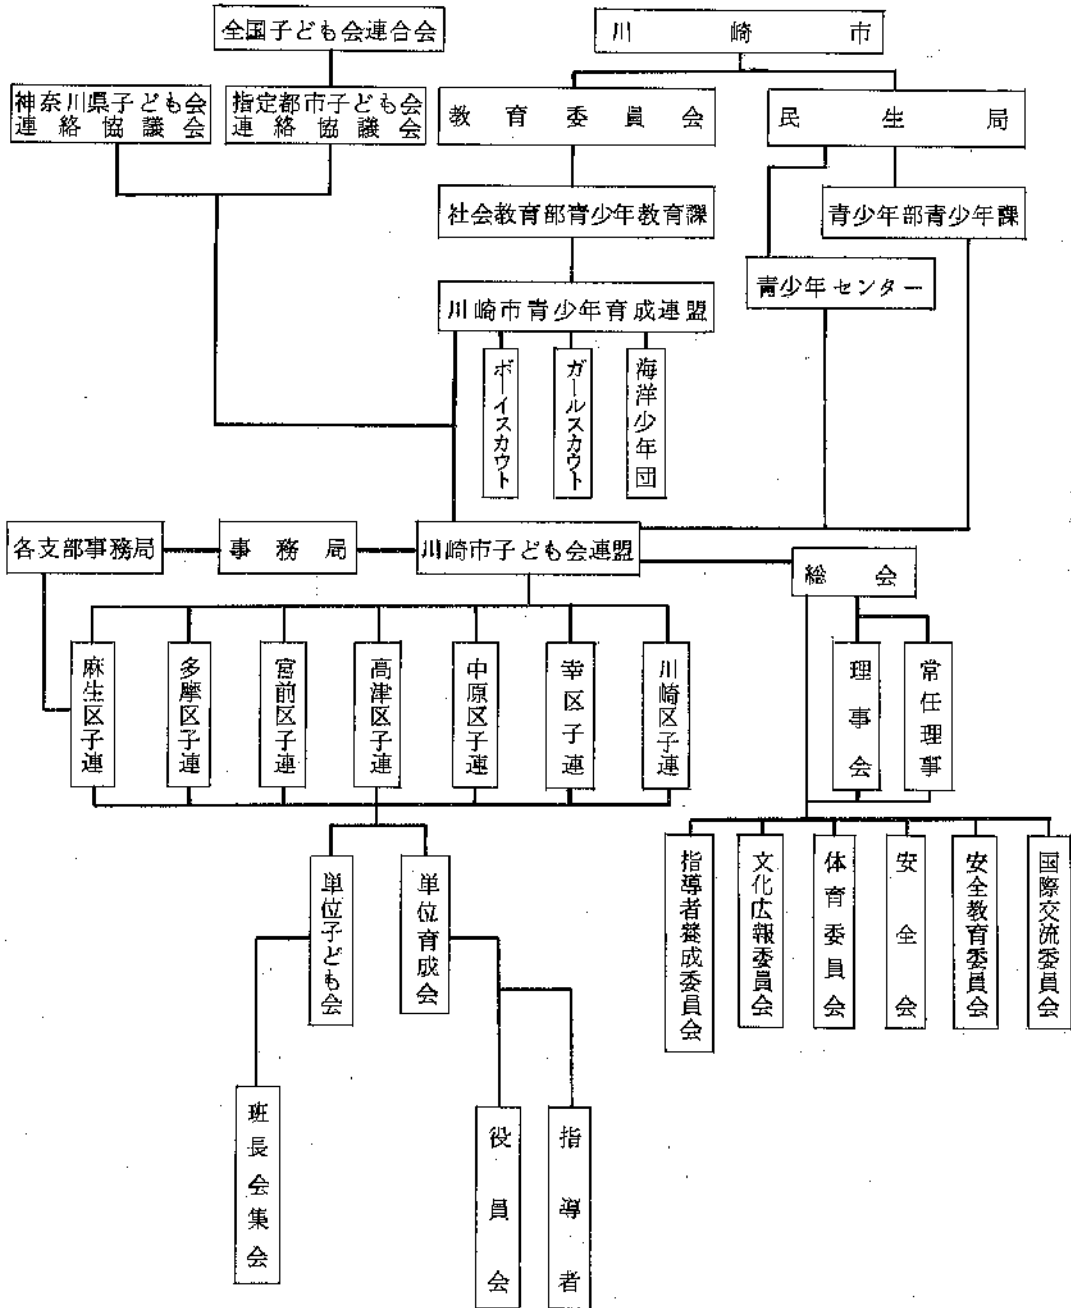 全国子ども会連合会
川崎市
神奈川県子ども会
連絡協議会
指定都市子ども会
連絡協議会
教育委員会
民生局
社会教育部青少年教育課
青少年部青少年課
青少年センター
川崎市青少年育成連盟
ボーイスカウト
ガールスカウト
海洋少年団
各支部事務局
事務局
川崎市子ども会連盟
総会
麻生区子連
多摩区子連
宮前区子連
高津区子連
中原区子連
幸区子連
川崎区子連
理事会
常任理事
単位子ども会
単位育成会
指導者養成委員会
文化広報委員会
体育委員会
安全会
安全教育委員会
国際交流委員会
班長会集会
役員会
指導者